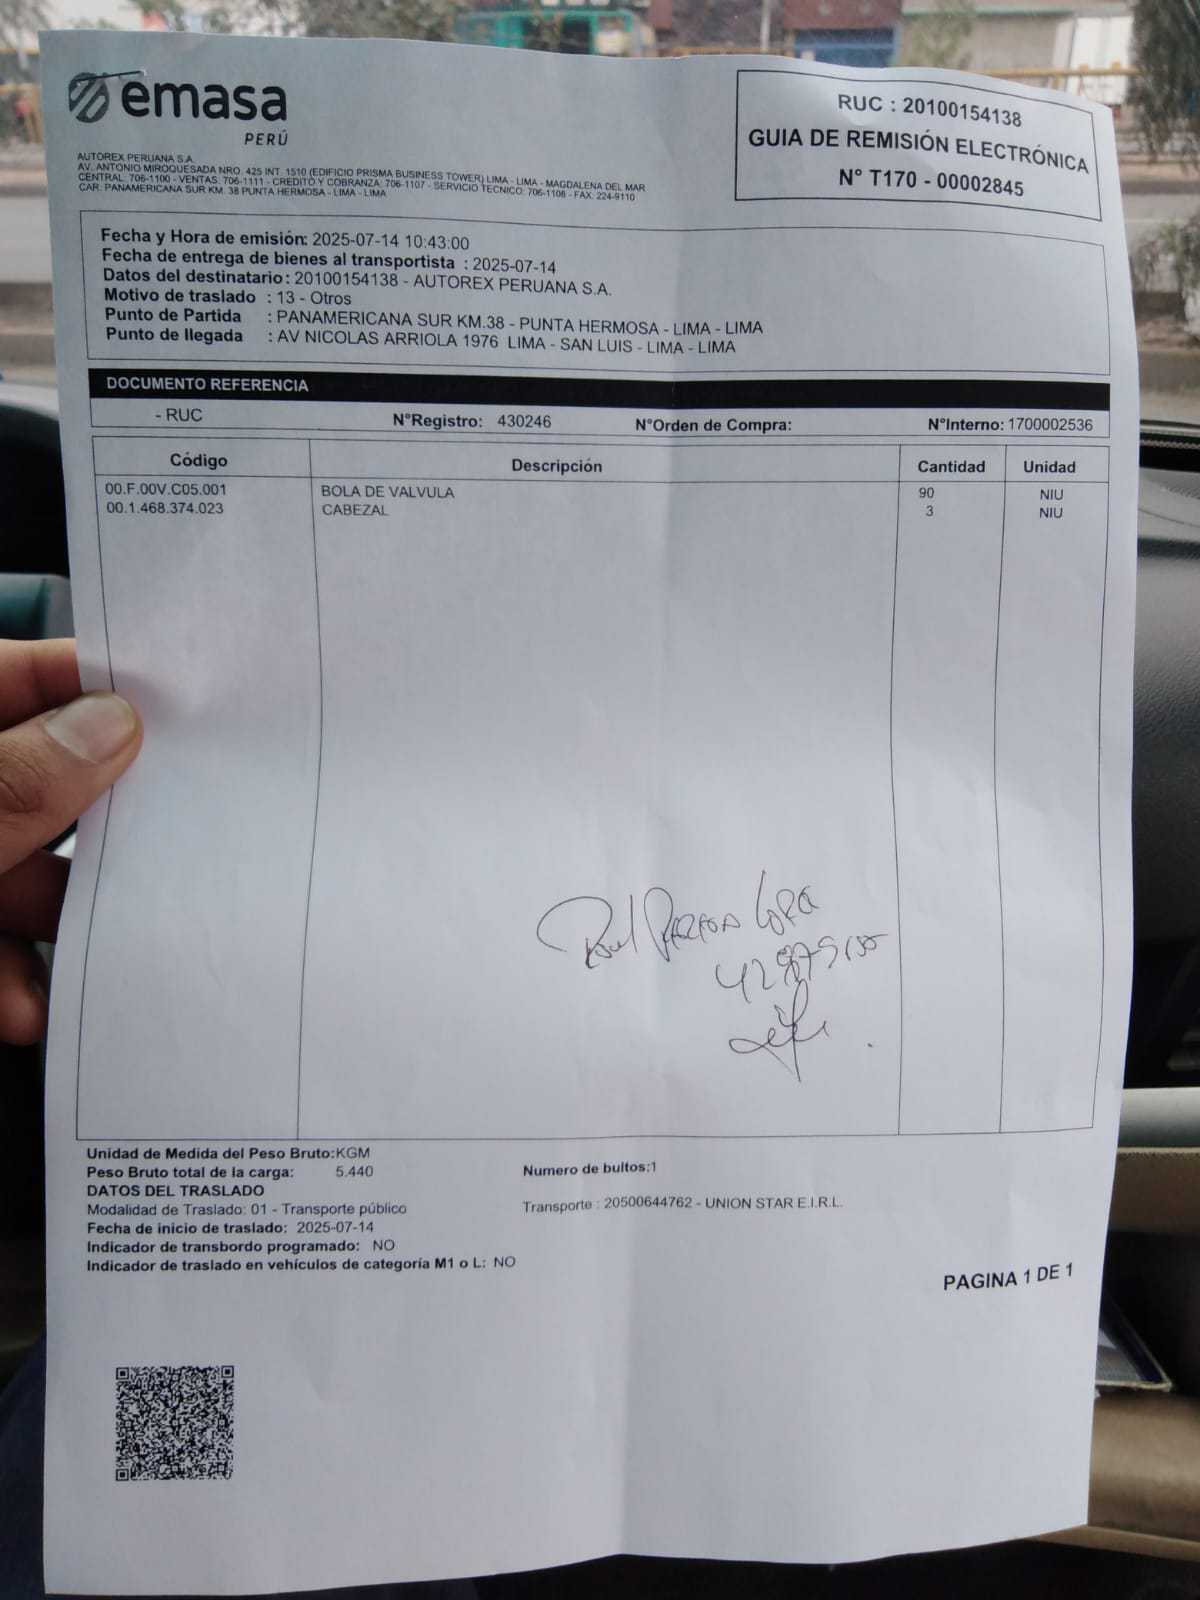 emasa
PERÚ
AUTOREX PERUANA S.A.
AV. ANTONIO MIROQUESADA NRO. 425 INT. 1510 (EDIFICIO PRISMA BUSINESS TOWER) LIMA - LIMA - MAGDALENA DEL MAR
CENTRAL: 706-1100 - VENTAS: 706-1111 - CREDITO Y COBRANZA: 706-1107 - SERVICIO TECNICO: 706-1108 - FAX: 224-9110
CAR. PANAMERICANA SUR KM. 38 PUNTA HERMOSA - LIMA - LIMA
RUC : 20100154138
GUIA DE REMISIÓN ELECTRÓNICA
N° T170 - 00002845
Fecha y Hora de emisión: 2025-07-14 10:43:00
Fecha de entrega de bienes al transportista : 2025-07-14
Datos del destinatario : 20100154138 - AUTOREX PERUANA S.A.
Motivo de traslado : 13 - Otros
Punto de Partida : PANAMERICANA SUR KM.38 - PUNTA HERMOSA - LIMA - LIMA
Punto de llegada : AV NICOLAS ARRIOLA 1976 LIMA - SAN LUIS - LIMA - LIMA
DOCUMENTO REFERENCIA
- RUC N°Registro: 430246 N°Orden de Compra: N°Interno: 1700002536
Código Descripción Cantidad Unidad
00.F.00V.C05.001 BOLA DE VALVULA 90 NIU
00.1.468.374.023 CABEZAL 3 NIU
Unidad de Medida del Peso Bruto:KGM
Peso Bruto total de la carga: 5.440 Numero de bultos:1
DATOS DEL TRASLADO
Modalidad de Traslado: 01 - Transporte público Transporte : 20500644762 - UNION STAR E.I.R.L.
Fecha de inicio de traslado: 2025-07-14
Indicador de transbordo programado: NO
Indicador de traslado en vehículos de categoría M1 o L: NO
PAGINA 1 DE 1